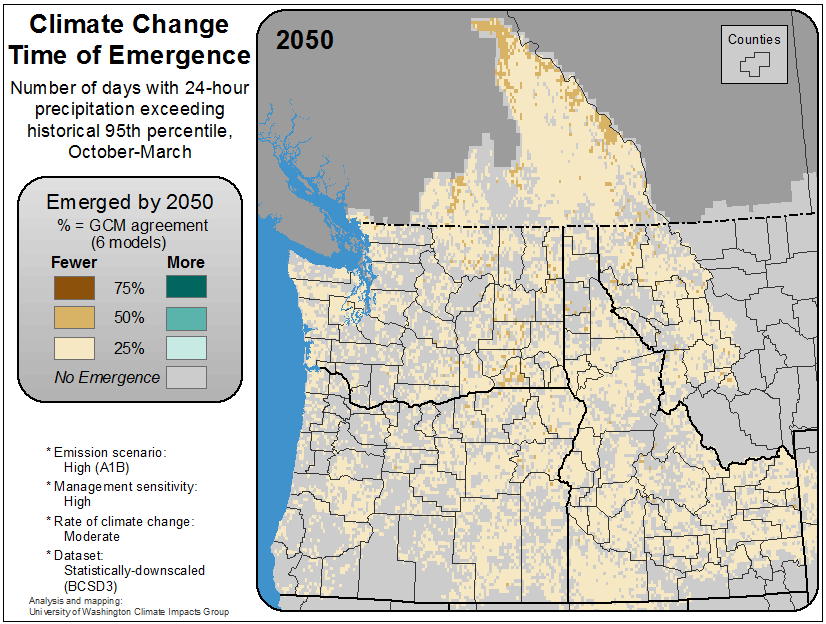 Climate Change
Time of Emergence
Number of days with 24-hour
precipitation exceeding
historical 95th percentile,
October-March
Emerged by 2050
% = GCM agreement
(6 models)
Fewer More
75%
50%
25%
No Emergence
* Emission scenario:
High (A1B)
* Management sensitivity:
High
* Rate of climate change:
Moderate
* Dataset:
Statistically-downscaled
(BCSD3)
Analysis and mapping:
University of Washington Climate Impacts Group
2050
Counties